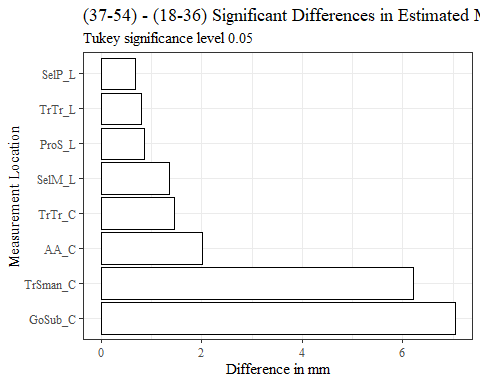 (37-54) - (18-36) Significant Differences in Estimated
Tukey significance level 0.05
SelP_L
TrTr_L
ProS_L
SelM_L
TrTr_C
AA_C
TrSman_C
GoSub_C
Measurement Location
0 2 4 6
Difference in mm